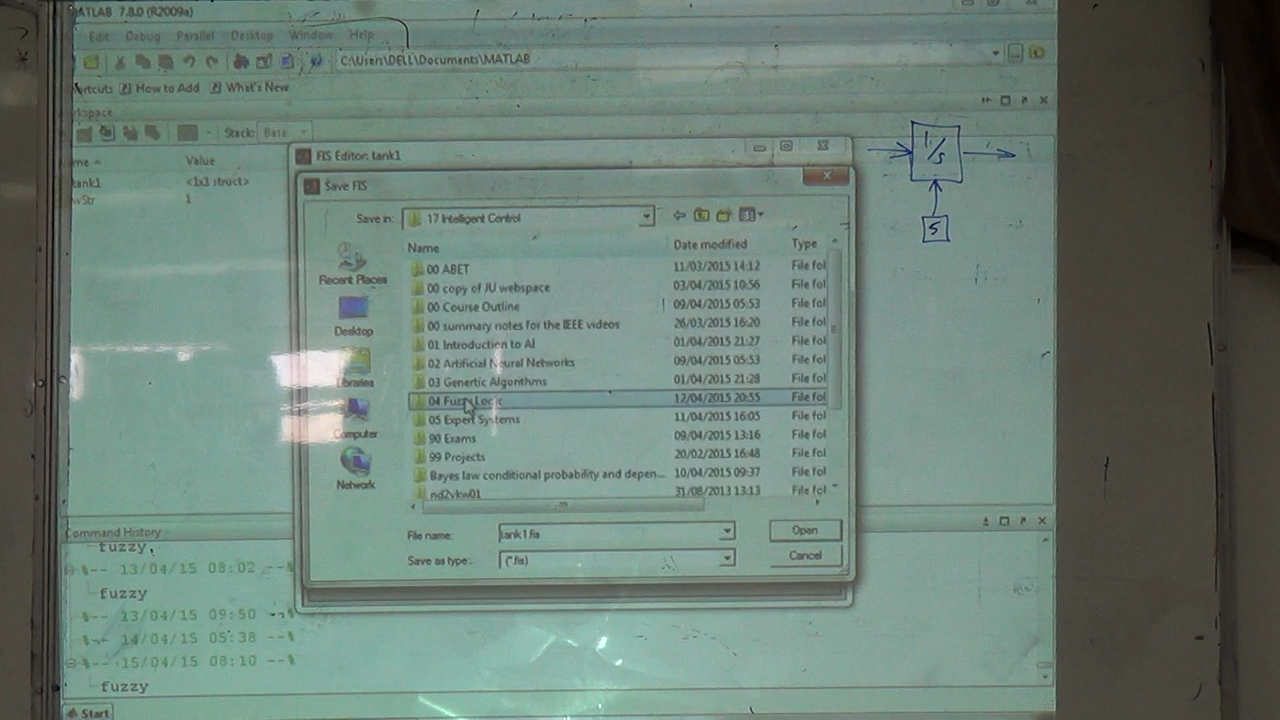 MATLAB 7.8.0 (R2009a)
Edit Debug Parallel Desktop Window Help
C:\Users\DELL\Documents\MATLAB
How to Add What's New
Stack: Base
Value
tank1 <1x1 struct>
1
FIS Editor: tank1
Save FIS
Save in: 17 Intelligent Control
Name Date modified Type
00 ABET 11/03/2015 14:12 File fol
00 copy of JU webspace 03/04/2015 10:56 File fol
00 Course Outline 09/04/2015 05:53 File fol
00 summary notes for the IEEE videos 26/03/2015 16:20 File fol
01 Introduction to AI 01/04/2015 21:27 File fol
02 Artificial Neural Networks 09/04/2015 05:53 File fol
03 Genertic Algorithms 01/04/2015 21:28 File fol
04 Fuzzy Logic 12/04/2015 20:55 File fol
05 Expert Systems 11/04/2015 16:05 File fol
90 Exams 09/04/2015 13:16 File fol
99 Projects 20/02/2015 16:48 File fol
Bayes law conditional probability and depen... 10/04/2015 09:37 File fol
31/08/2013 13:13 File fol
Recent Places
Desktop
Libraries
Computer
Network
File name: tank1.fis
Save as type: (*.fis)
Open
Cancel
1/s
5
Command History
fuzzy
%-- 13/04/15 08:02 --%
fuzzy
%-- 13/04/15 09:50 --%
%-- 14/04/15 05:38 --%
%-- 15/04/15 08:10 --%
fuzzy
Start